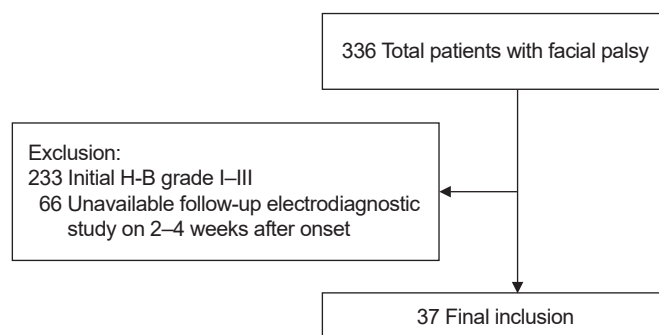 336 Total patients with facial palsy
Exclusion:
233 Initial H-B grade I–III
66 Unavailable follow-up electrodiagnostic
study on 2–4 weeks after onset
37 Final inclusion